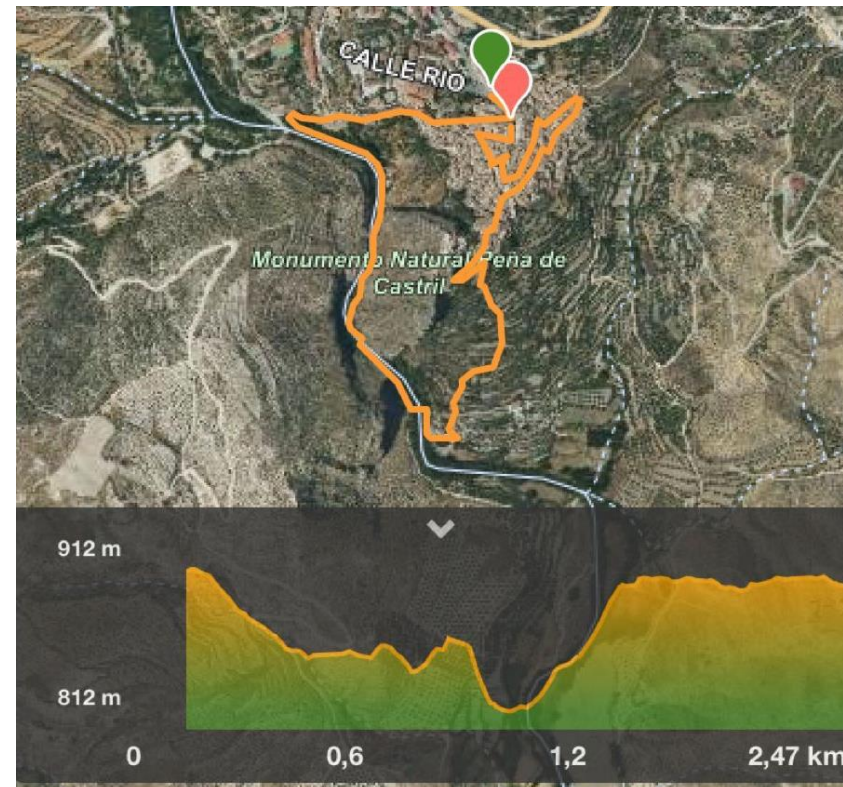 CALLE RIO
Monumento Natural Peña de
Castril
912 m
812 m
0 0,6 1,2 2,47 km